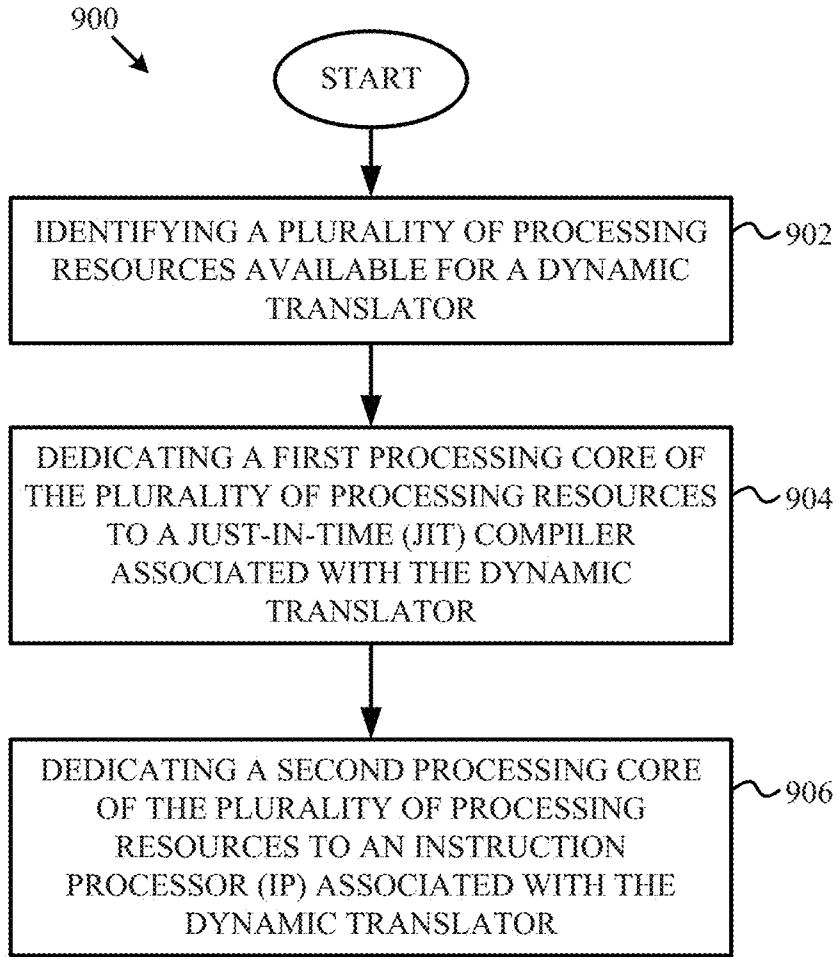 900
START
IDENTIFYING A PLURALITY OF PROCESSING
RESOURCES AVAILABLE FOR A DYNAMIC
TRANSLATOR
902
DEDICATING A FIRST PROCESSING CORE OF
THE PLURALITY OF PROCESSING RESOURCES
TO A JUST-IN-TIME (JIT) COMPILER
ASSOCIATED WITH THE DYNAMIC
TRANSLATOR
904
DEDICATING A SECOND PROCESSING CORE
OF THE PLURALITY OF PROCESSING
RESOURCES TO AN INSTRUCTION
PROCESSOR (IP) ASSOCIATED WITH THE
DYNAMIC TRANSLATOR
906